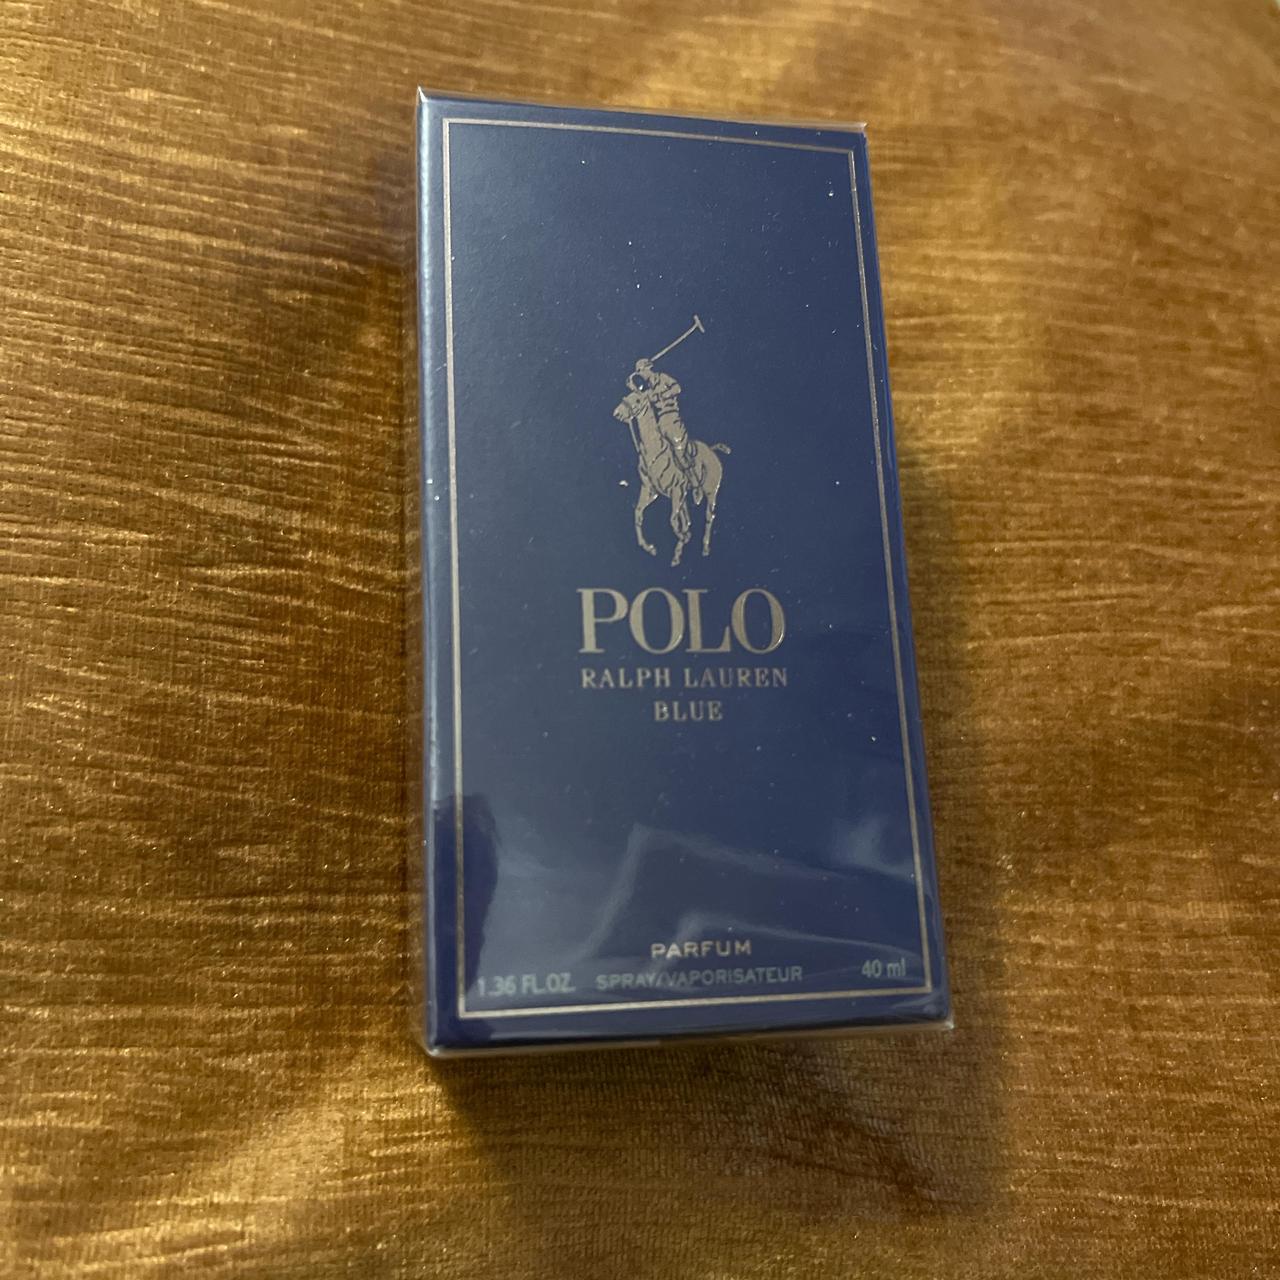 POLO
RALPH LAUREN
BLUE
PARFUM
1.36 FL.OZ. SPRAY/VAPORISATEUR 40 ml